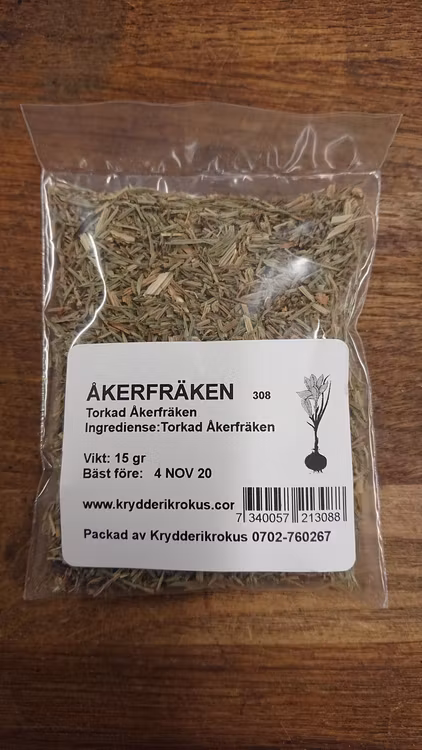 ÅKERFRÄKEN 308
Torkad Åkerfräken
Ingrediense:Torkad Åkerfräken
Vikt: 15 gr
Bäst före: 4 NOV 20
www.krydderikrokus.cor
7 340057 213088
Packad av Krydderikrokus 0702-760267